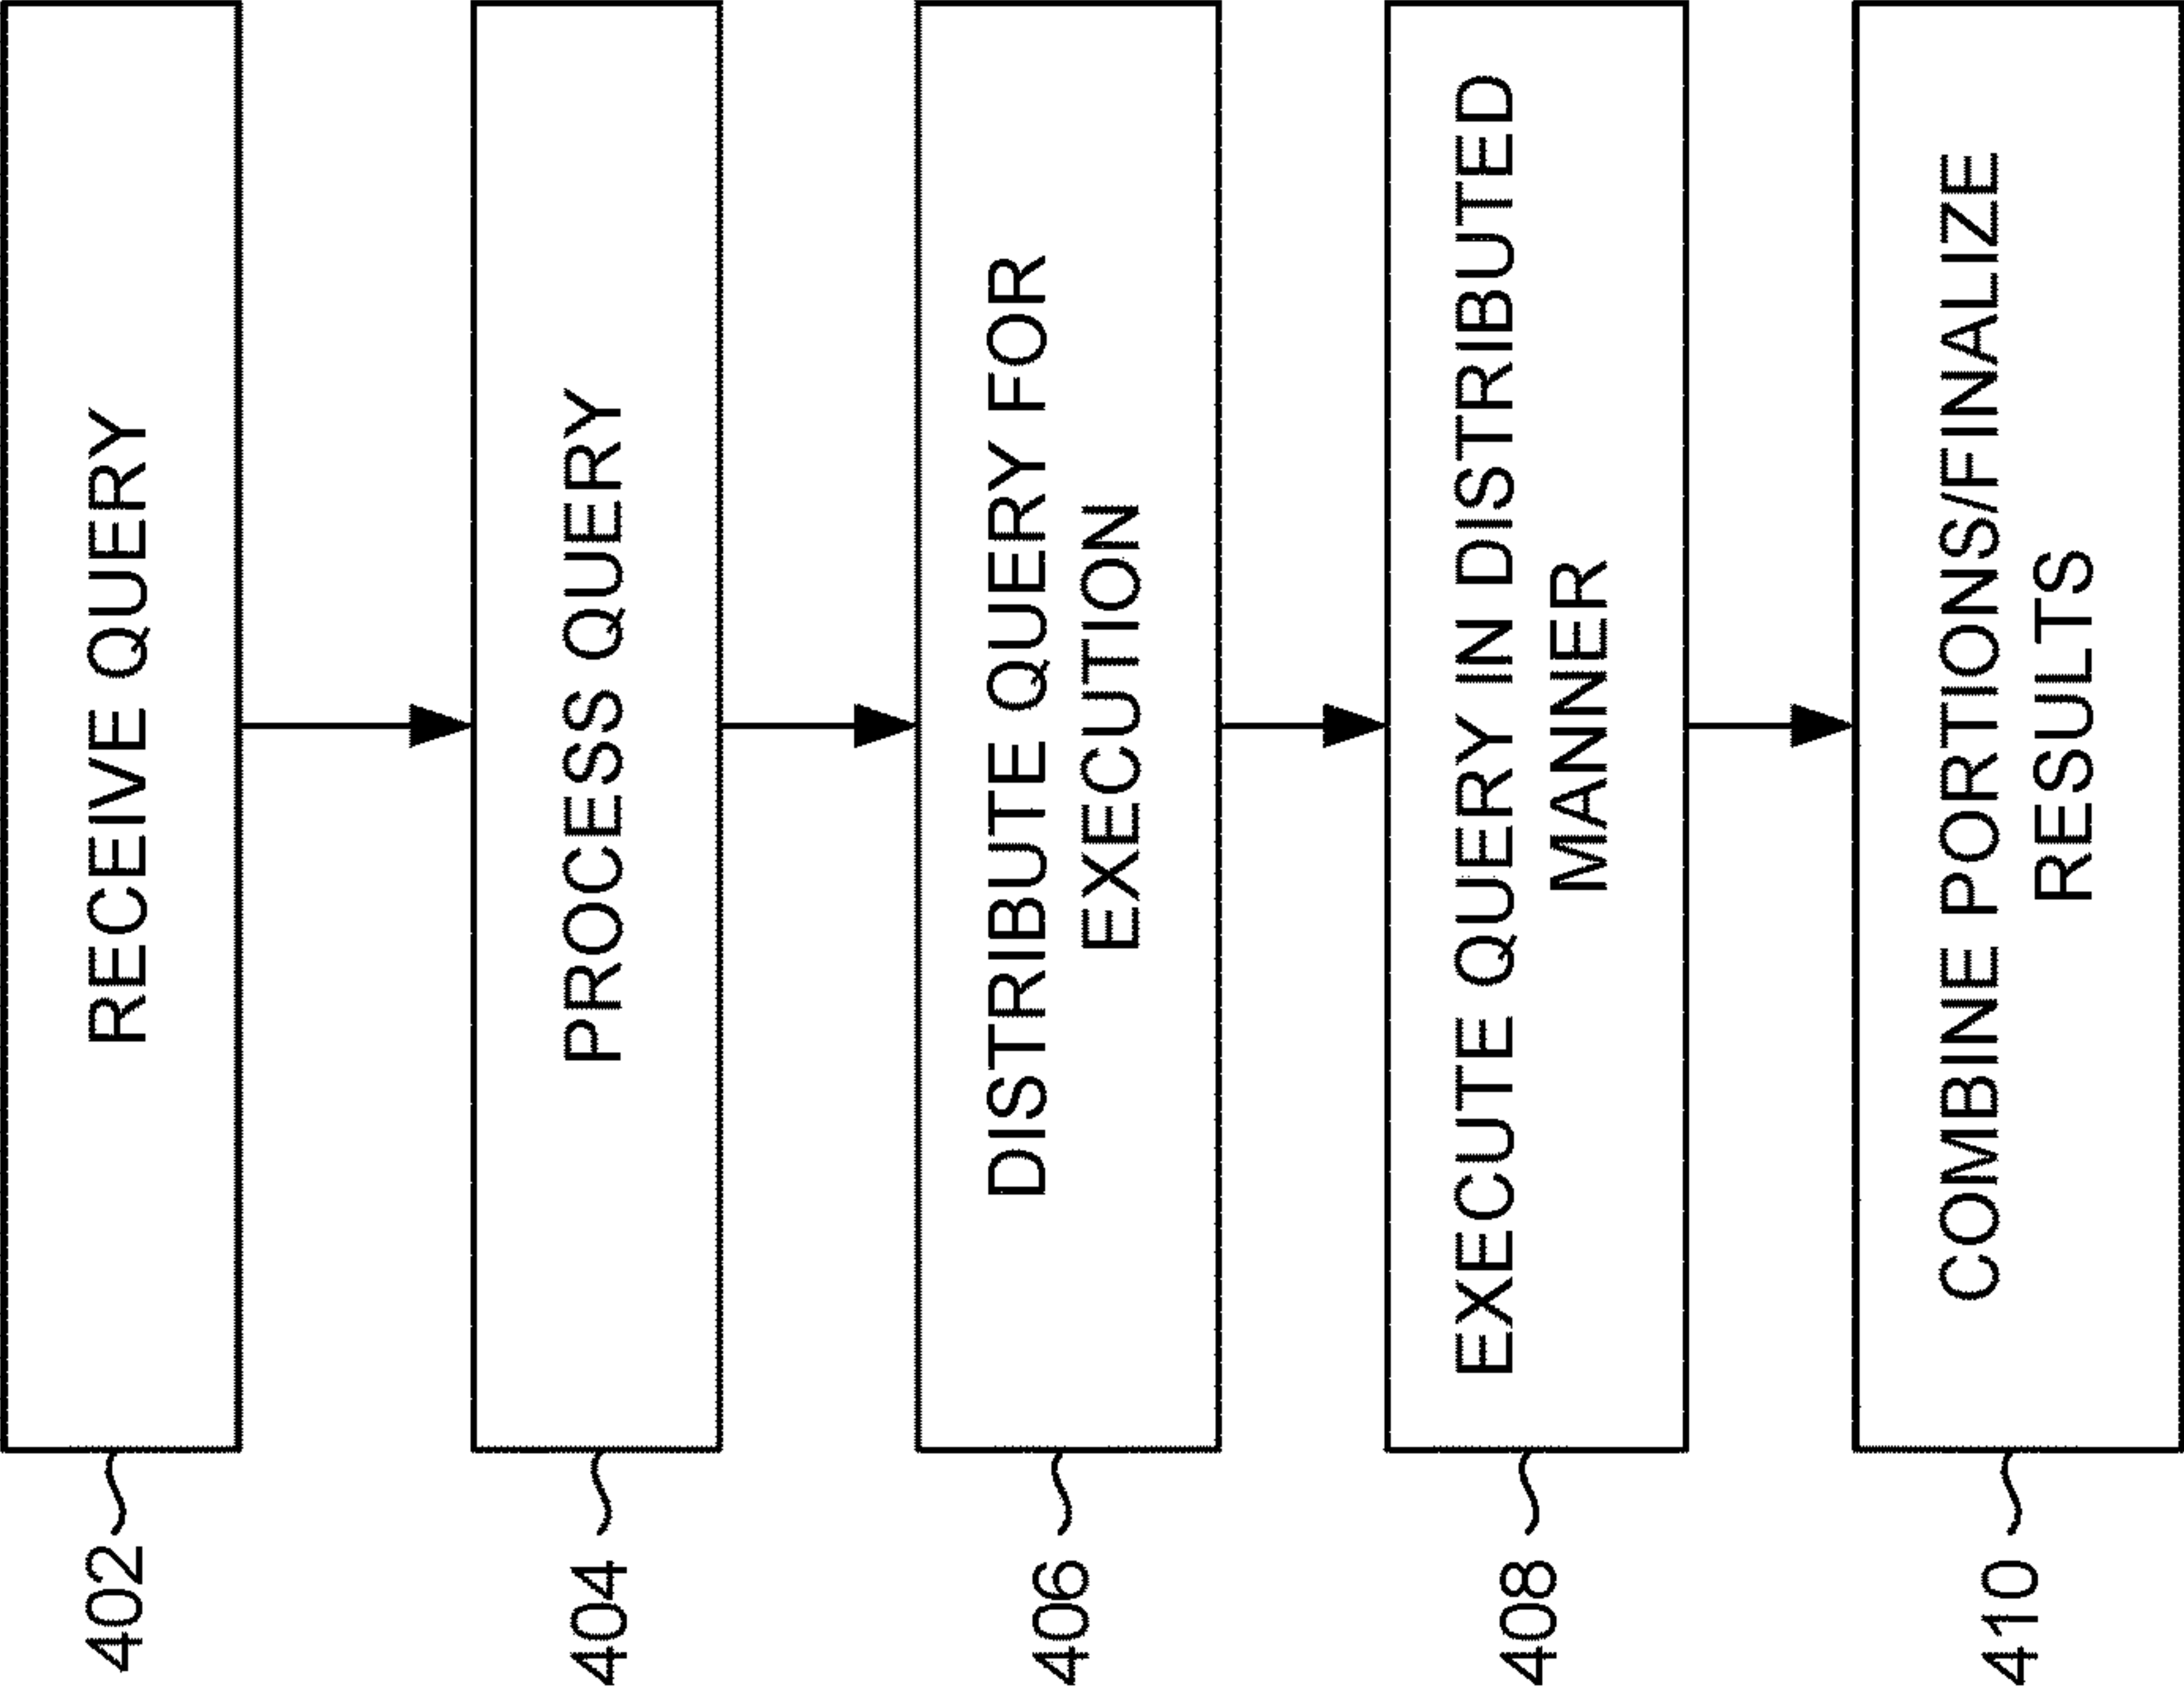 402
RECEIVE QUERY
404
PROCESS QUERY
406
DISTRIBUTE QUERY FOR
EXECUTION
408
EXECUTE QUERY IN DISTRIBUTED
MANNER
410
COMBINE PORTIONS/FINALIZE
RESULTS